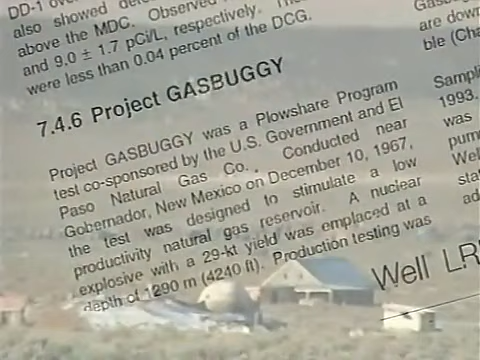 DD-1
also showed
above the MDC. Observed
and 9.0 ± 1.7 pCi/L, respectively.
were less than 0.04 percent of the DCG.
7.4.6 Project GASBUGGY
Project GASBUGGY was a Plowshare Program
test co-sponsored by the U.S. Government and El
Paso Natural Gas Co., Conducted near
Gobernador, New Mexico on December 10, 1967,
the test was designed to stimulate a low
productivity natural gas reservoir. A nuclear
explosive with a 29-kt yield was emplaced at a
depth of 1290 m (4240 ft). Production testing was
are down
ble (Cha
Sampli
1993.
was
pum
Wel
sta
ad
Well LR